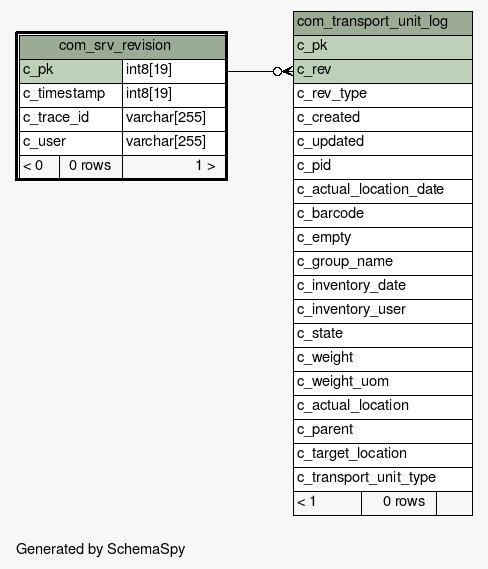 com_srv_revision
c_pk int8[19]
c_timestamp int8[19]
c_trace_id varchar[255]
c_user varchar[255]
< 0 0 rows 1 >
com_transport_unit_log
c_pk
c_rev
c_rev_type
c_created
c_updated
c_pid
c_actual_location_date
c_barcode
c_empty
c_group_name
c_inventory_date
c_inventory_user
c_state
c_weight
c_weight_uom
c_actual_location
c_parent
c_target_location
c_transport_unit_type
< 1 0 rows
Generated by SchemaSpy